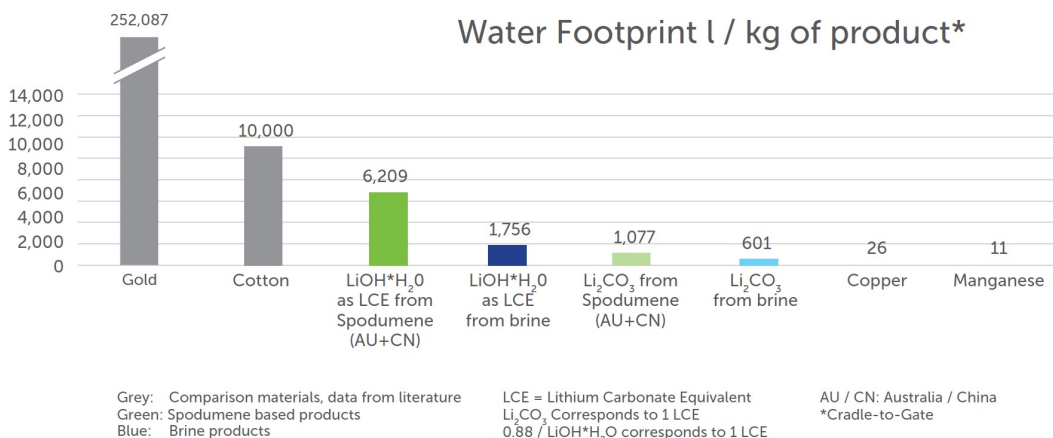 252,087
Water Footprint l / kg of product*
14,000
12,000
10,000
8,000
6,000
4,000
2,000
0
10,000
6,209
1,756
1,077
601
26
11
Gold
Cotton
LiOH*H₂0
as LCE from
Spodumene
(AU+CN)
LiOH*H₂O
as LCE
from brine
Li₂CO₃ from
Spodumene
(AU+CN)
Li₂CO₃
from brine
Copper
Manganese
Grey: Comparison materials, data from literature
Green: Spodumene based products
Blue: Brine products
LCE = Lithium Carbonate Equivalent
Li₂CO₃ Corresponds to 1 LCE
0.88 / LiOH*H₂O corresponds to 1 LCE
AU / CN: Australia / China
*Cradle-to-Gate